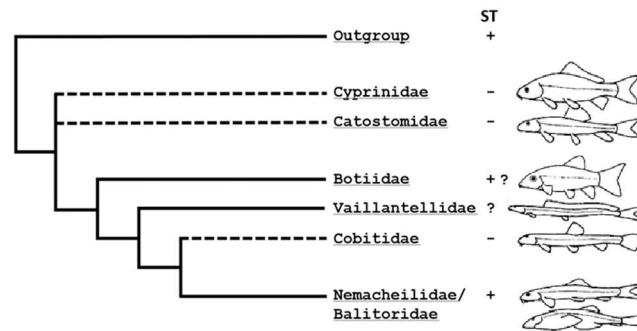 ST
Outgroup +
Cyprinidae -
Catostomidae -
Botiidae + ?
Vaillantellidae ?
Cobitidae -
Nemacheilidae/ +
Balitoridae